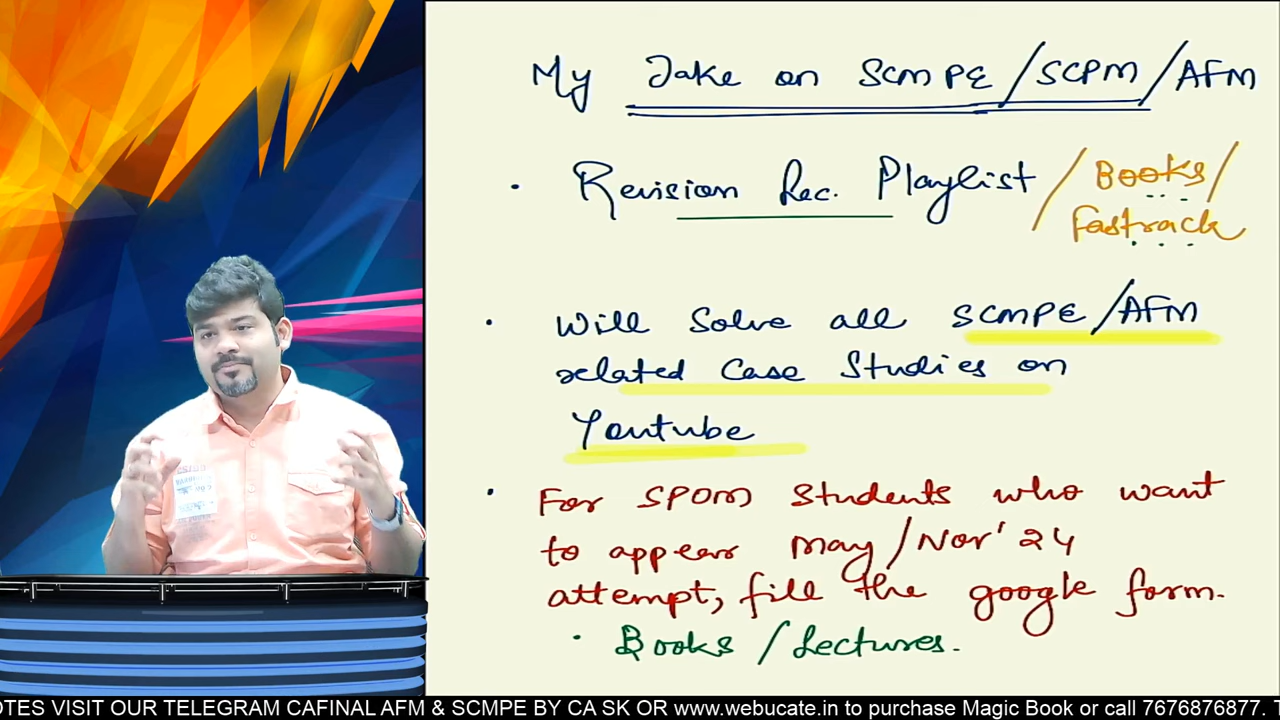 My Take on SCMPE/SCPM/AFM
• Revision Rec. Playlist / Books/
Fastrack
• Will Solve all SCMPE/AFM
related Case Studies on
Youtube
• For SPOM Students who want
to appear May/Nov' 24
attempt, fill the google form.
• Books/Lectures.
OTES VISIT OUR TELEGRAM CAFINAL AFM & SCMPE BY CA SK OR www.webucate.in to purchase Magic Book or call 7676876877.